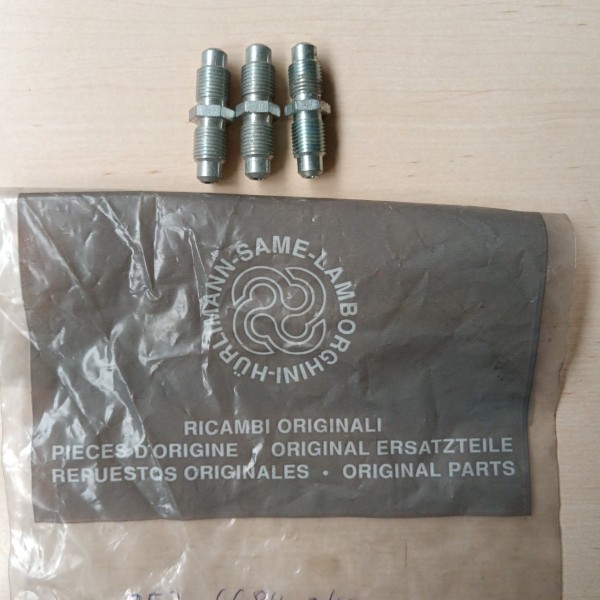 SAME-LAMBORGHINI-HÜRLIMANN-
RICAMBI ORIGINALI
PIECES D'ORIGINE / ORIGINAL ERSATZTEILE
REPUESTOS ORIGINALES • ORIGINAL PARTS